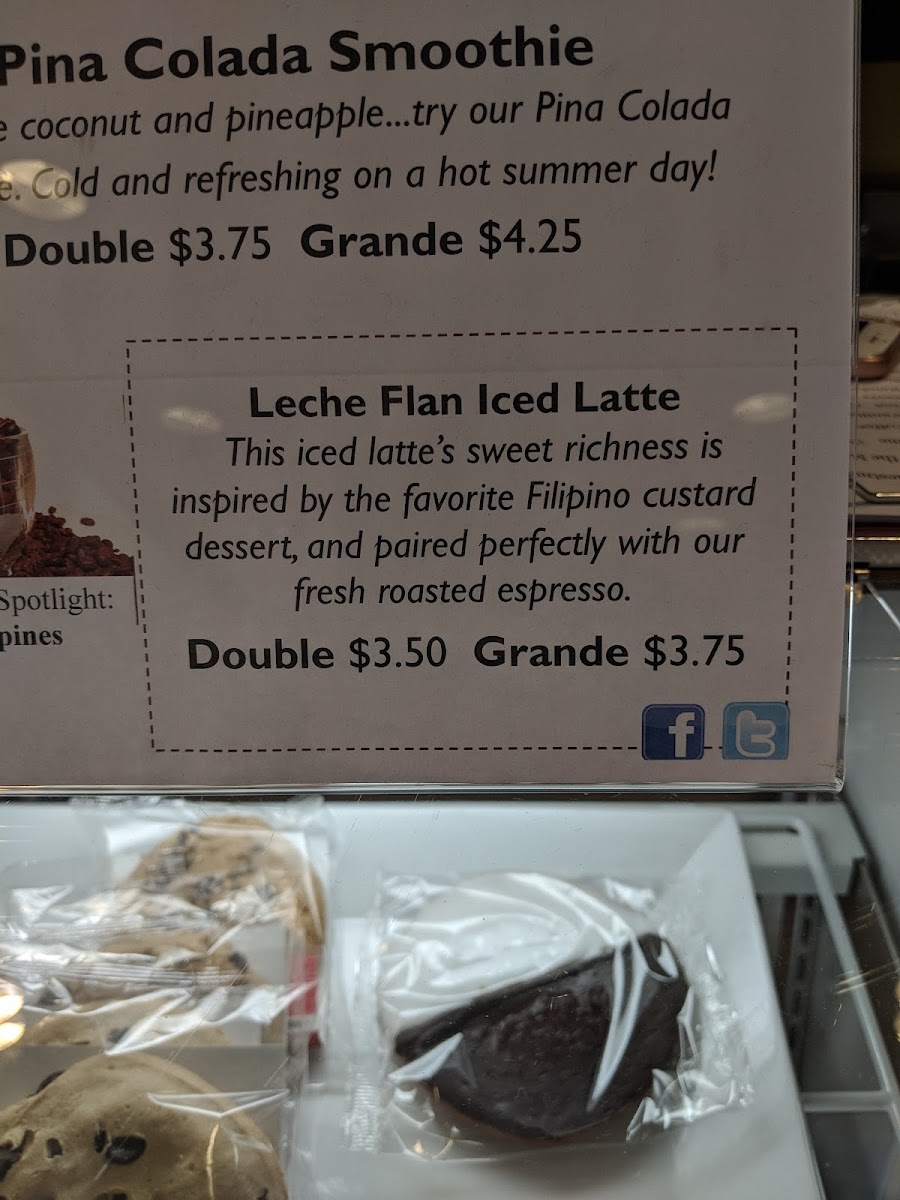 Pina Colada Smoothie
coconut and pineapple...try our Pina Colada
Cold and refreshing on a hot summer day!
Double $3.75 Grande $4.25
Leche Flan Iced Latte
This iced latte's sweet richness is
inspired by the favorite Filipino custard
dessert, and paired perfectly with our
fresh roasted espresso.
Double $3.50 Grande $3.75
Spotlight:
pines
f t